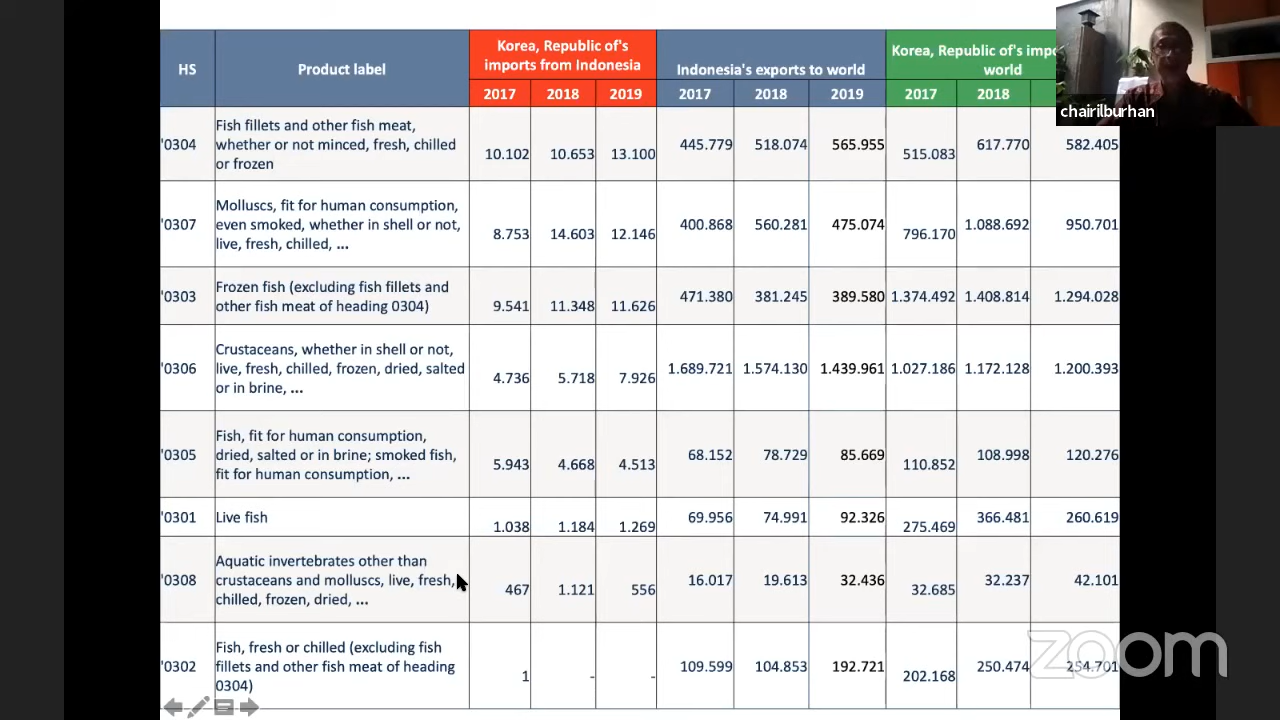 HS Product label Korea, Republic of's imports from Indonesia Indonesia's exports to world Korea, Republic of's world
2017 2018 2019 2017 2018 2019 2017 2018
chairilburhan
'0304 Fish fillets and other fish meat, whether or not minced, fresh, chilled or frozen 10.102 10.653 13.100 445.779 518.074 565.955 515.083 617.770 582.405
'0307 Molluscs, fit for human consumption, even smoked, whether in shell or not, live, fresh, chilled, ... 8.753 14.603 12.146 400.868 560.281 475.074 796.170 1.088.692 950.701
'0303 Frozen fish (excluding fish fillets and other fish meat of heading 0304) 9.541 11.348 11.626 471.380 381.245 389.580 1.374.492 1.408.814 1.294.028
'0306 Crustaceans, whether in shell or not, live, fresh, chilled, frozen, dried, salted or in brine, ... 4.736 5.718 7.926 1.689.721 1.574.130 1.439.961 1.027.186 1.172.128 1.200.393
'0305 Fish, fit for human consumption, dried, salted or in brine; smoked fish, fit for human consumption, ... 5.943 4.668 4.513 68.152 78.729 85.669 110.852 108.998 120.276
'0301 Live fish 1.038 1.184 1.269 69.956 74.991 92.326 275.469 366.481 260.619
'0308 Aquatic invertebrates other than crustaceans and molluscs, live, fresh, chilled, frozen, dried, ... 467 1.121 556 16.017 19.613 32.436 32.685 32.237 42.101
'0302 Fish, fresh or chilled (excluding fish fillets and other fish meat of heading 0304) 1 - - 109.599 104.853 192.721 202.168 250.474 254.701
zoom